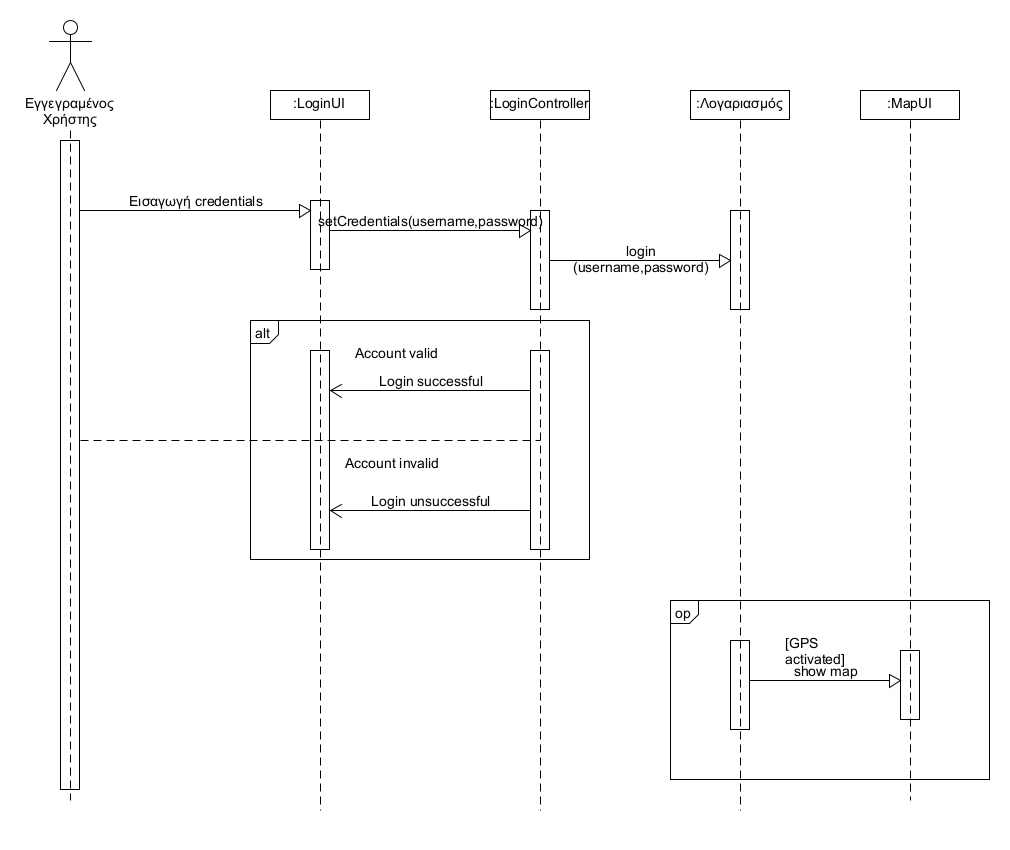 Εγγεγραμένος
Χρήστης
:LoginUI
:LoginController
:Λογαριασμός
:MapUI
Εισαγωγή credentials
setCredentials(username,password)
login
(username,password)
alt
Account valid
Login successful
Account invalid
Login unsuccessful
op
[GPS
activated]
show map